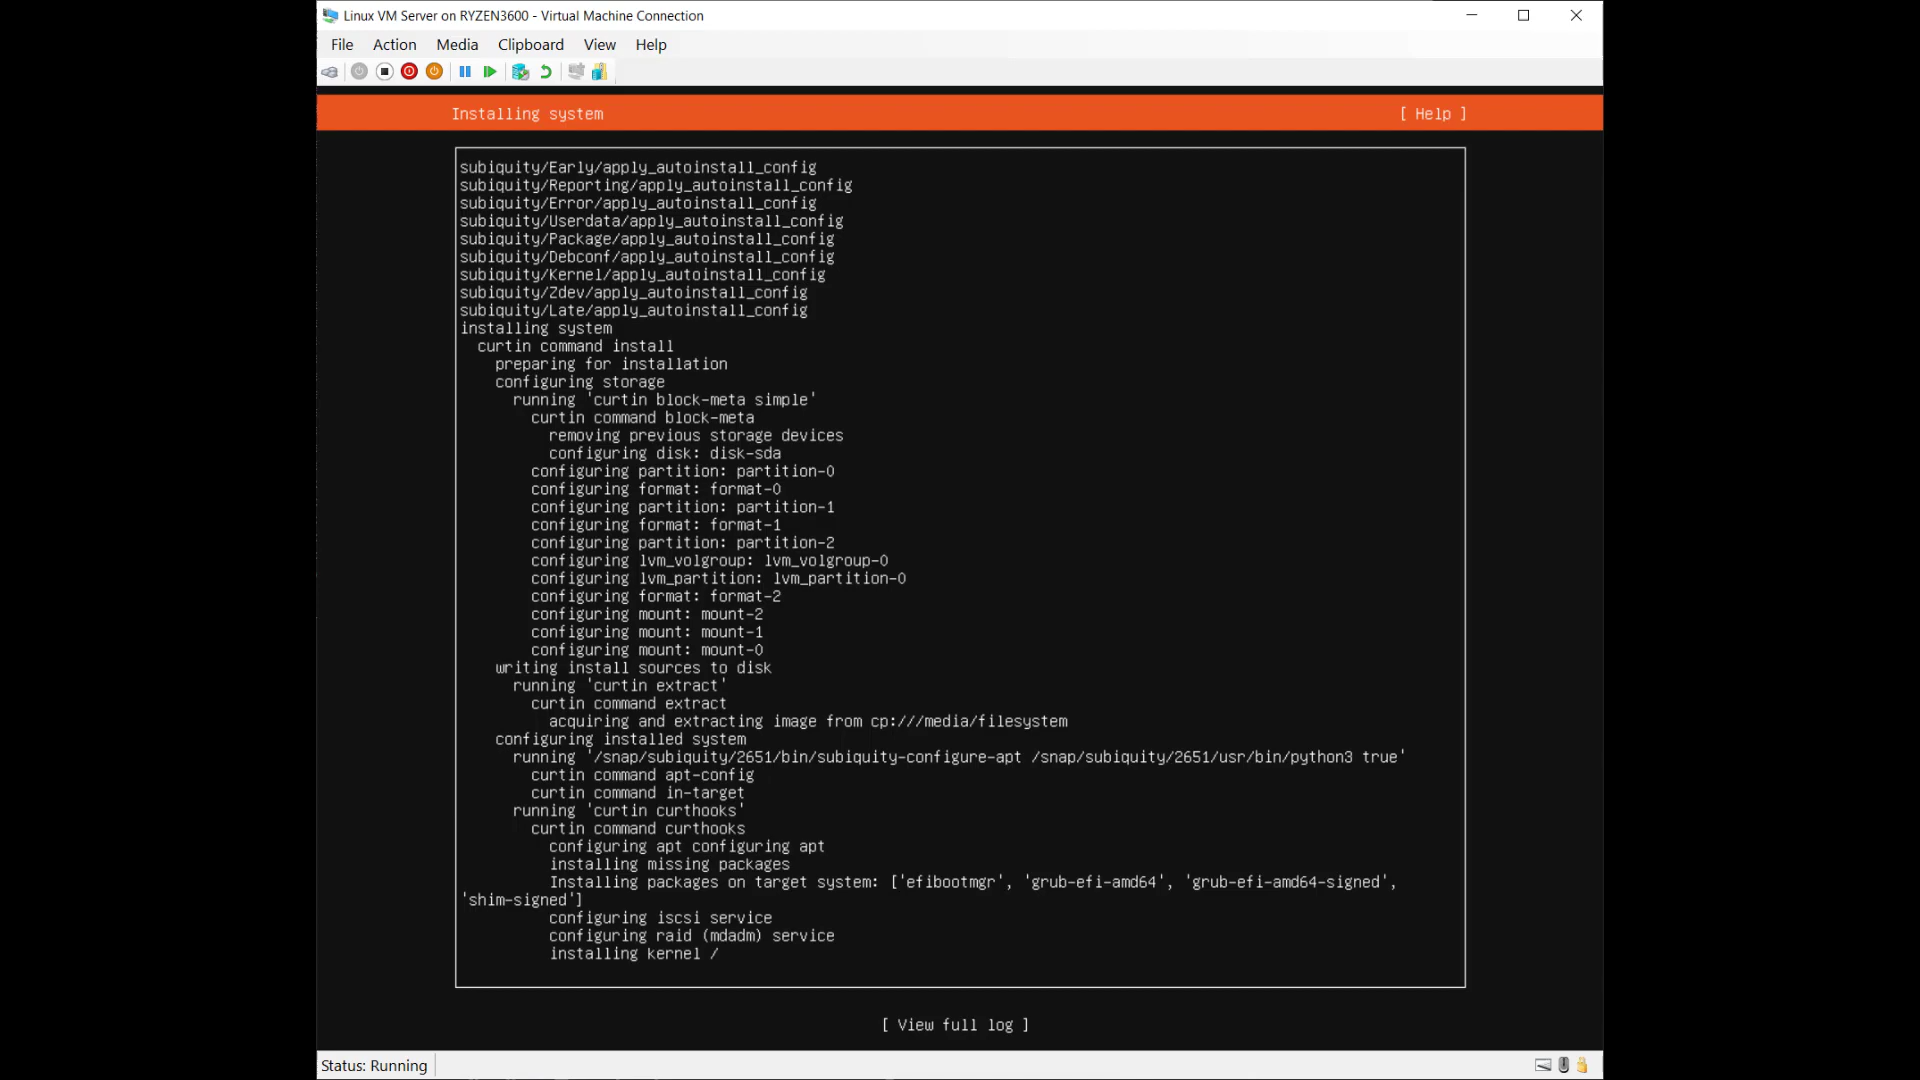 Linux VM Server on RYZEN3600 - Virtual Machine Connection
File Action Media Clipboard View Help
Installing system [ Help ]
subiquity/Early/apply_autoinstall_config
subiquity/Reporting/apply_autoinstall_config
subiquity/Error/apply_autoinstall_config
subiquity/Userdata/apply_autoinstall_config
subiquity/Package/apply_autoinstall_config
subiquity/Debconf/apply_autoinstall_config
subiquity/Kernel/apply_autoinstall_config
subiquity/Zdev/apply_autoinstall_config
subiquity/Late/apply_autoinstall_config
installing system
curtin command install
preparing for installation
configuring storage
running 'curtin block-meta simple'
curtin command block-meta
removing previous storage devices
configuring disk: disk-sda
configuring partition: partition-0
configuring format: format-0
configuring partition: partition-1
configuring format: format-1
configuring partition: partition-2
configuring lvm_volgroup: lvm_volgroup-0
configuring lvm_partition: lvm_partition-0
configuring format: format-2
configuring mount: mount-2
configuring mount: mount-1
configuring mount: mount-0
writing install sources to disk
running 'curtin extract'
curtin command extract
acquiring and extracting image from cp:///media/filesystem
configuring installed system
running '/snap/subiquity/2651/bin/subiquity-configure-apt /snap/subiquity/2651/usr/bin/python3 true'
curtin command apt-config
curtin command in-target
running 'curtin curthooks'
curtin command curthooks
configuring apt configuring apt
installing missing packages
Installing packages on target system: ['efibootmgr', 'grub-efi-amd64', 'grub-efi-amd64-signed',
'shim-signed']
configuring iscsi service
configuring raid (mdadm) service
installing kernel /
[ View full log ]
Status: Running